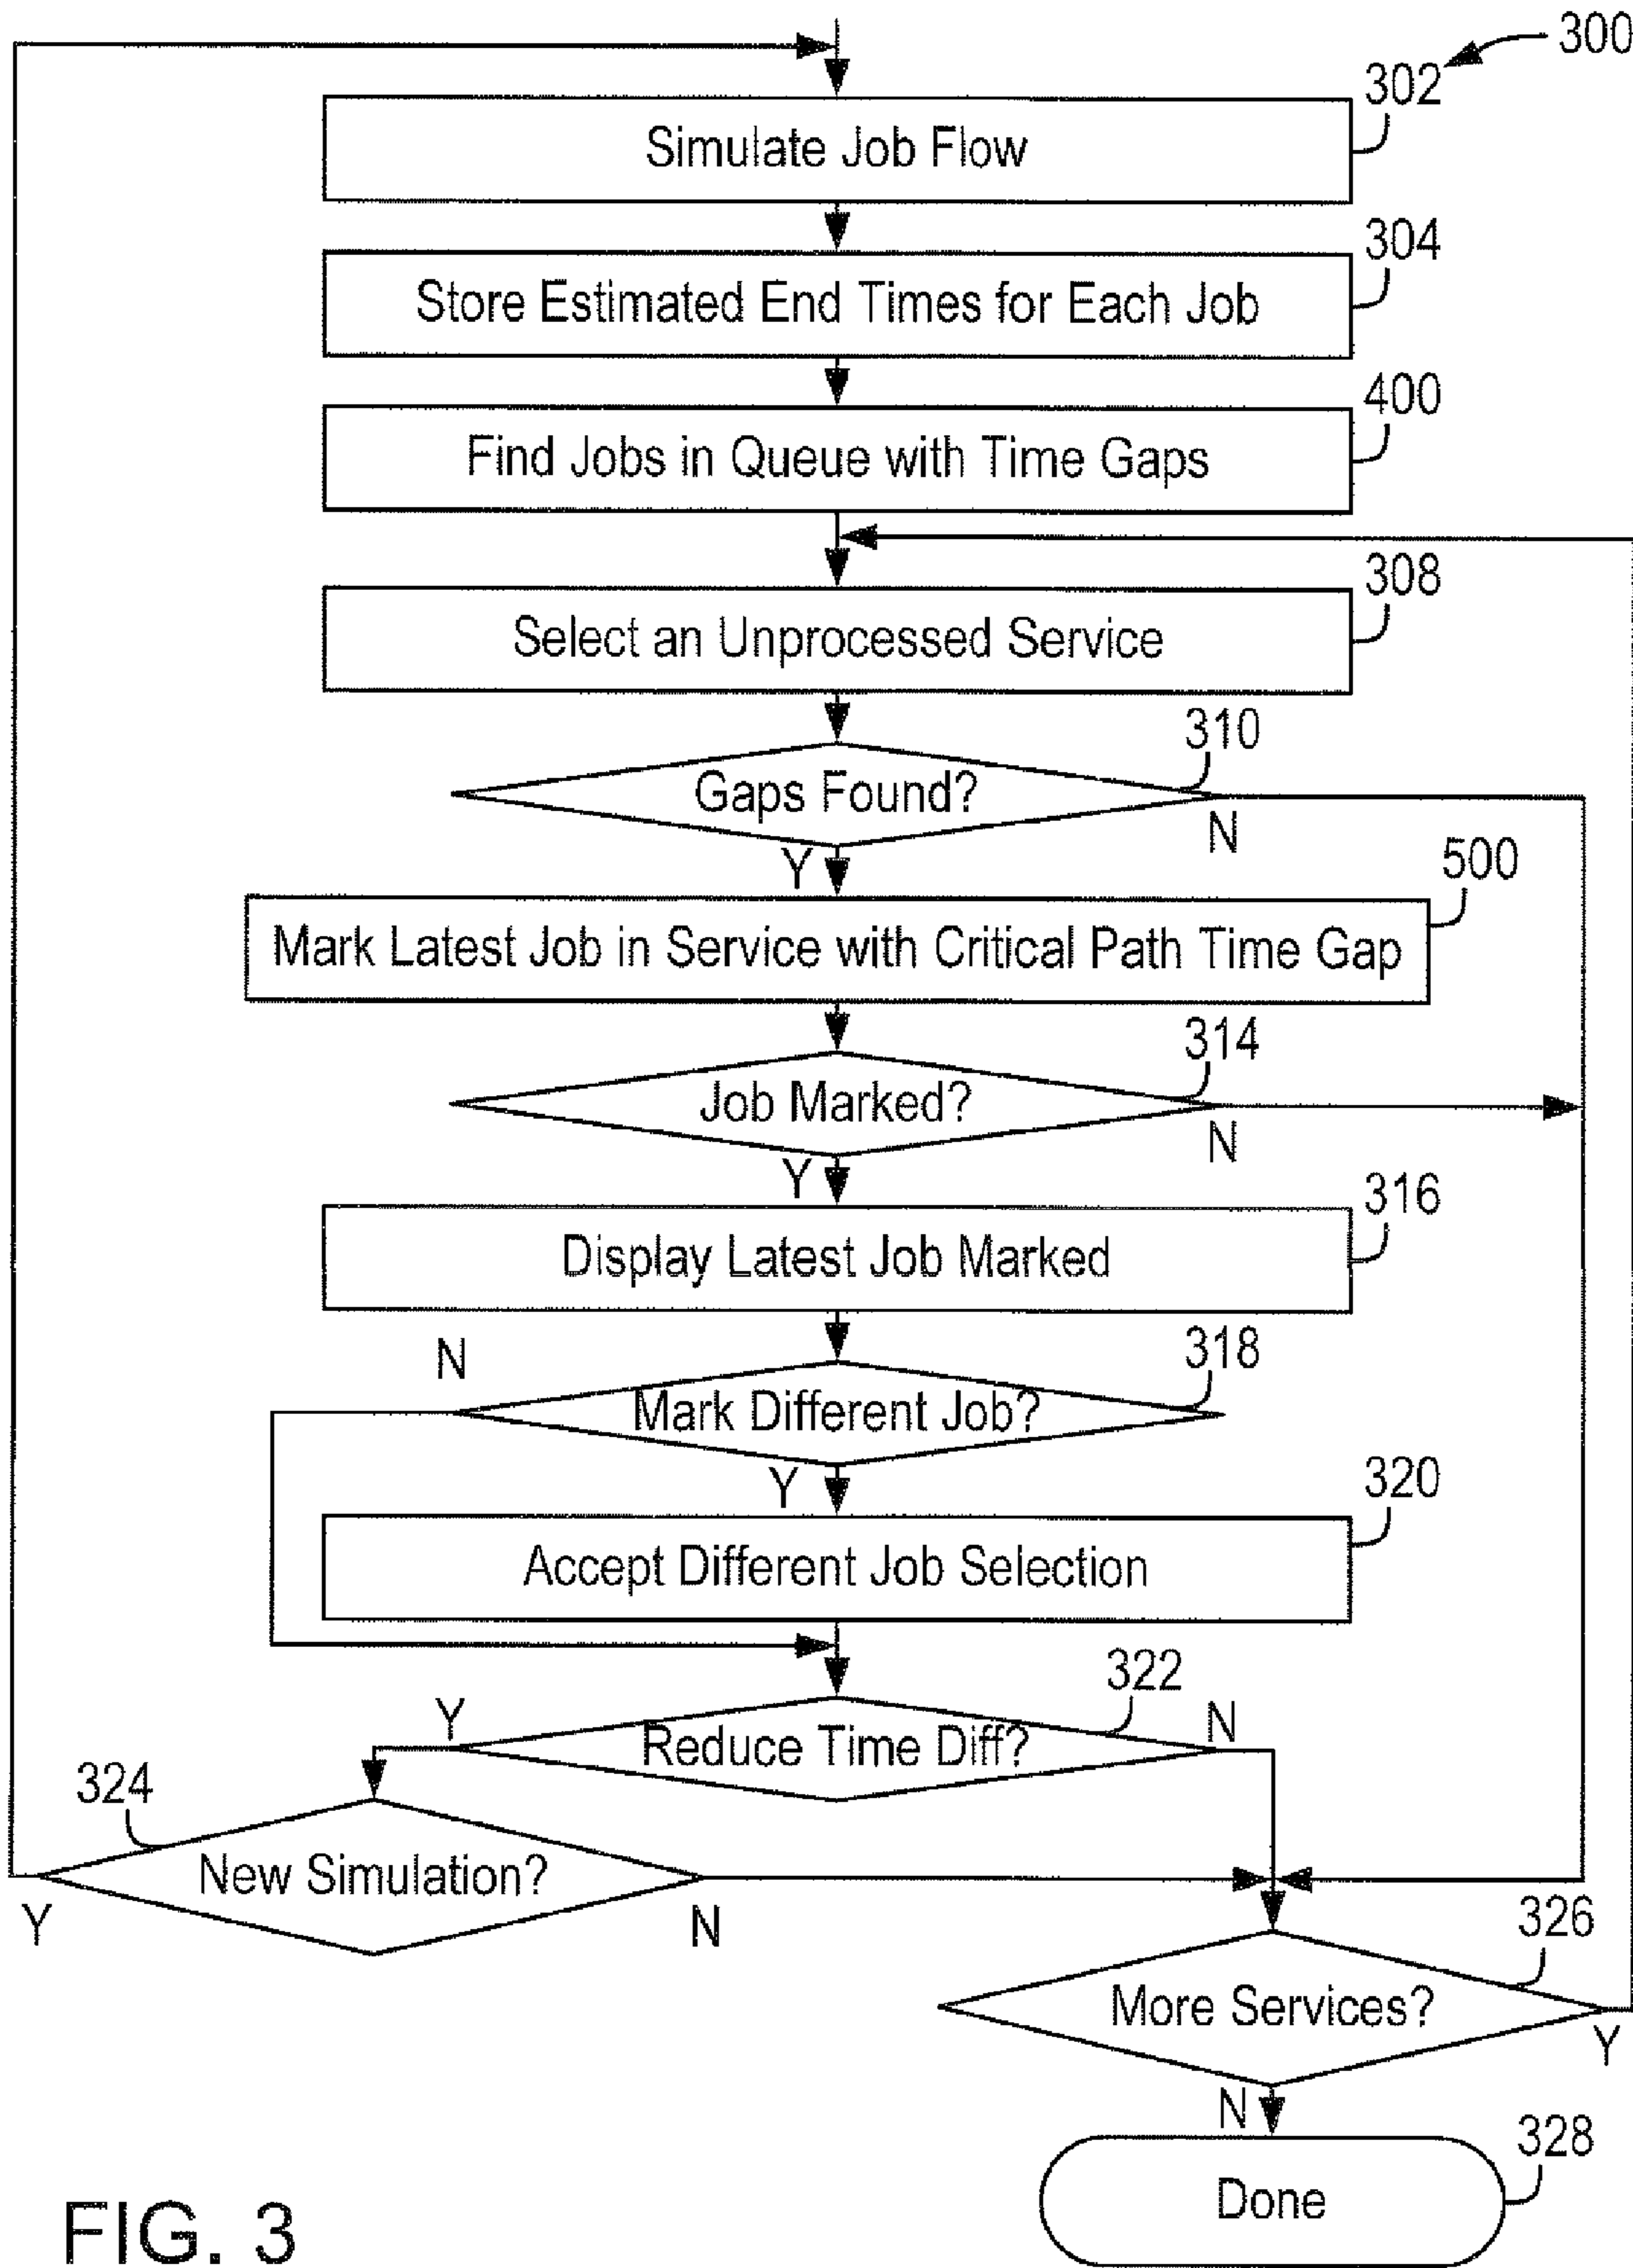 300
302
Simulate Job Flow
304
Store Estimated End Times for Each Job
400
Find Jobs in Queue with Time Gaps
308
Select an Unprocessed Service
310
Gaps Found?
N
Y
500
Mark Latest Job in Service with Critical Path Time Gap
314
Job Marked?
N
Y
316
Display Latest Job Marked
N
318
Mark Different Job?
Y
320
Accept Different Job Selection
322
Y
N
Reduce Time Diff?
324
New Simulation?
Y
N
326
More Services?
Y
N
328
Done
FIG. 3